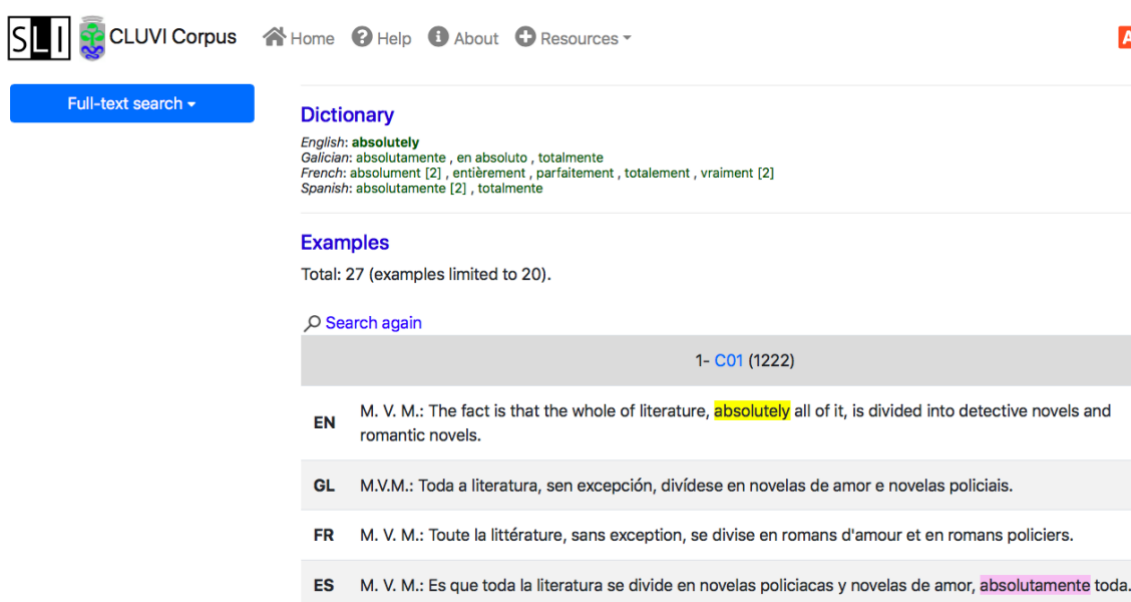 SLI CLUVI Corpus Home Help About Resources
Full-text search
Dictionary
English: absolutely
Galician: absolutamente , en absoluto , totalmente
French: absolument [2] , entièrement , parfaitement , totalement , vraiment [2]
Spanish: absolutamente [2] , totalmente
Examples
Total: 27 (examples limited to 20).
Search again
1- C01 (1222)
EN M. V. M.: The fact is that the whole of literature, absolutely all of it, is divided into detective novels and
romantic novels.
GL M.V.M.: Toda a literatura, sen excepción, divídese en novelas de amor e novelas policiais.
FR M. V. M.: Toute la littérature, sans exception, se divise en romans d'amour et en romans policiers.
ES M. V. M.: Es que toda la literatura se divide en novelas policiacas y novelas de amor, absolutamente toda.